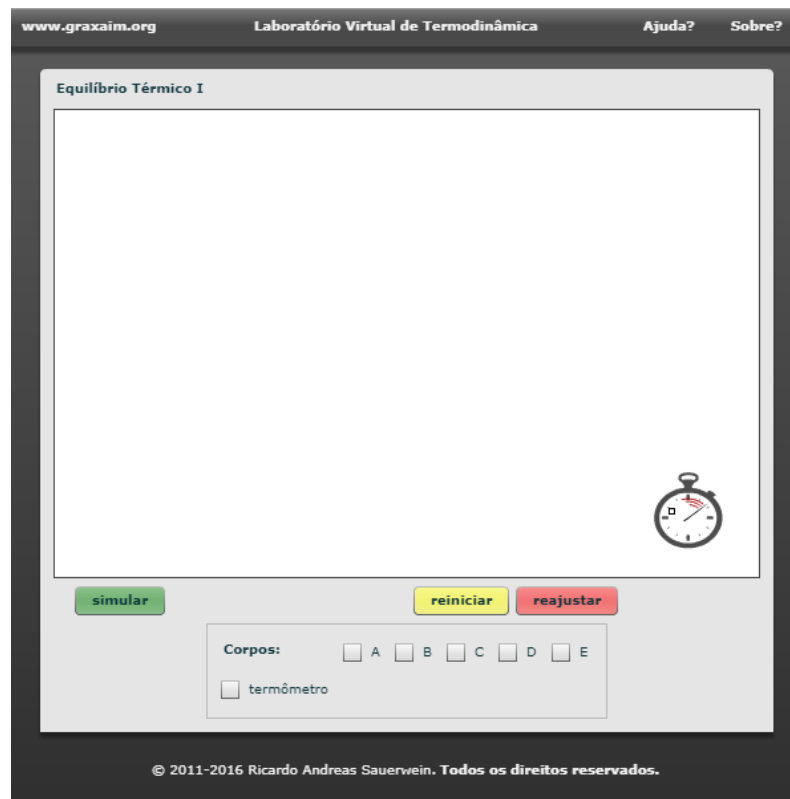 www.graxaim.org Laboratório Virtual de Termodinâmica Ajuda? Sobre?
Equilíbrio Térmico I
simular reiniciar reajustar
Corpos: A B C D E
termômetro
© 2011-2016 Ricardo Andreas Sauerwein. Todos os direitos reservados.